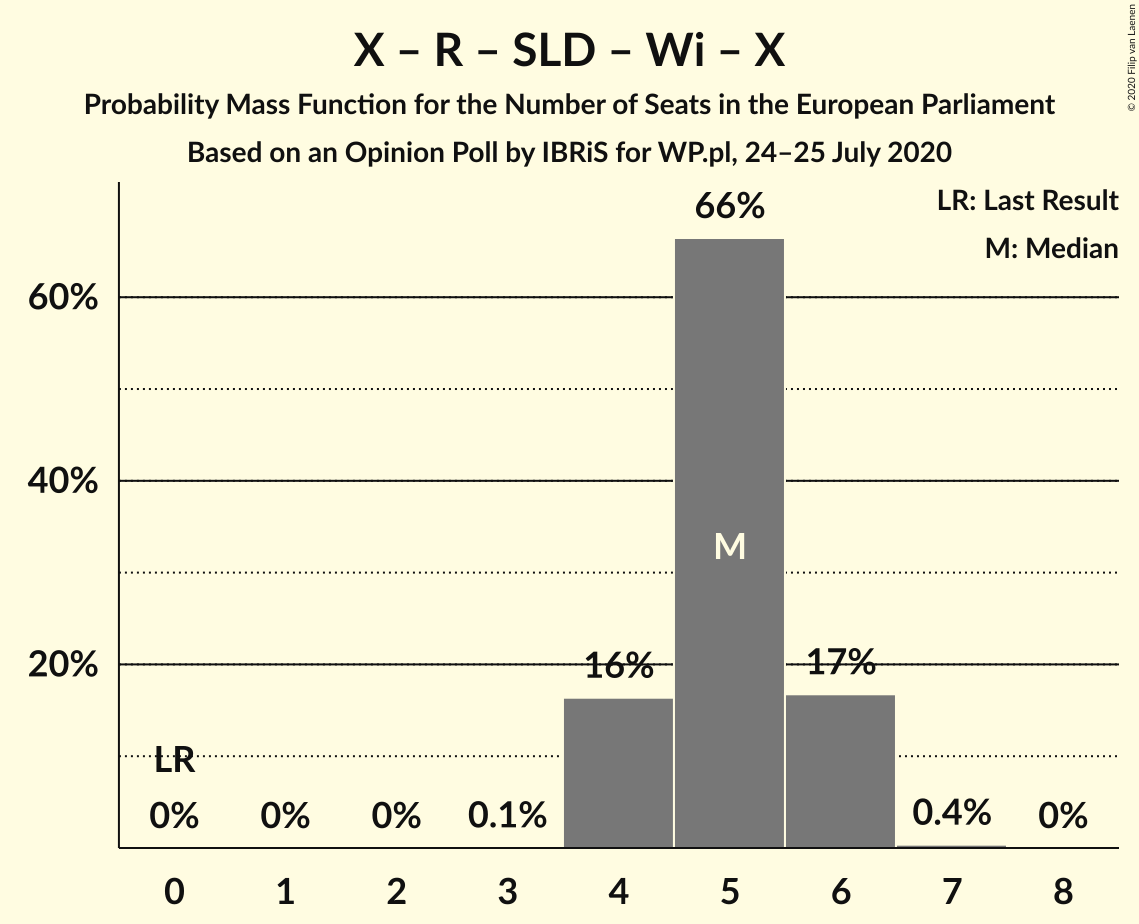 X – R – SLD – Wi – X
Probability Mass Function for the Number of Seats in the European Parliament
Based on an Opinion Poll by IBRiS for WP.pl, 24–25 July 2020
© 2020 Filip van Laenen
LR: Last Result
M: Median
66%
60%
40%
M
20%
16%
17%
LR
0%
0%
0%
0.1%
0.4%
0%
0
1
2
3
4
5
6
7
8